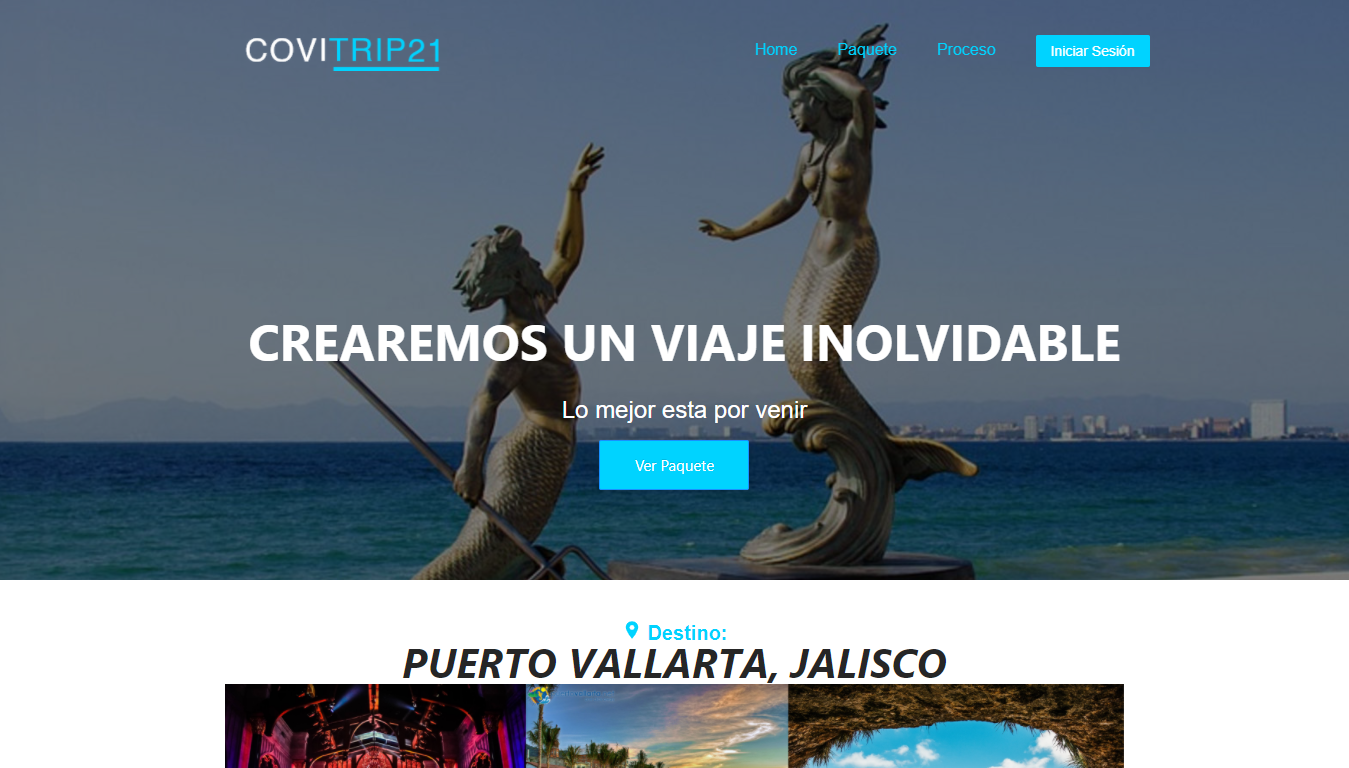 COVITRIP21
Home
Paquete
Proceso
Iniciar Sesión
CREAREMOS UN VIAJE INOLVIDABLE
Lo mejor esta por venir
Ver Paquete
Destino:
PUERTO VALLARTA, JALISCO